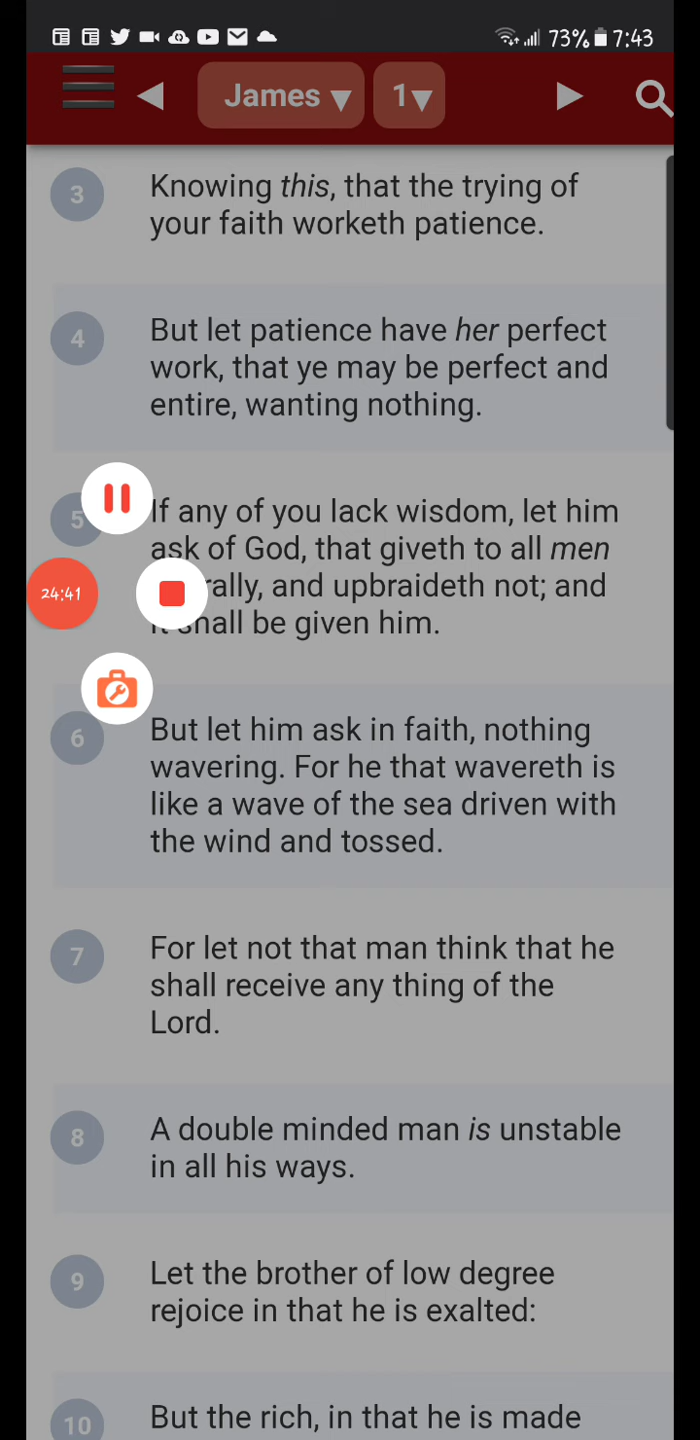 73% 7:43
James 1
3 Knowing this, that the trying of
your faith worketh patience.
4 But let patience have her perfect
work, that ye may be perfect and
entire, wanting nothing.
5 If any of you lack wisdom, let him
ask of God, that giveth to all men
rally, and upbraideth not; and
it shall be given him.
24:41
6 But let him ask in faith, nothing
wavering. For he that wavereth is
like a wave of the sea driven with
the wind and tossed.
7 For let not that man think that he
shall receive any thing of the
Lord.
8 A double minded man is unstable
in all his ways.
9 Let the brother of low degree
rejoice in that he is exalted:
10 But the rich, in that he is made